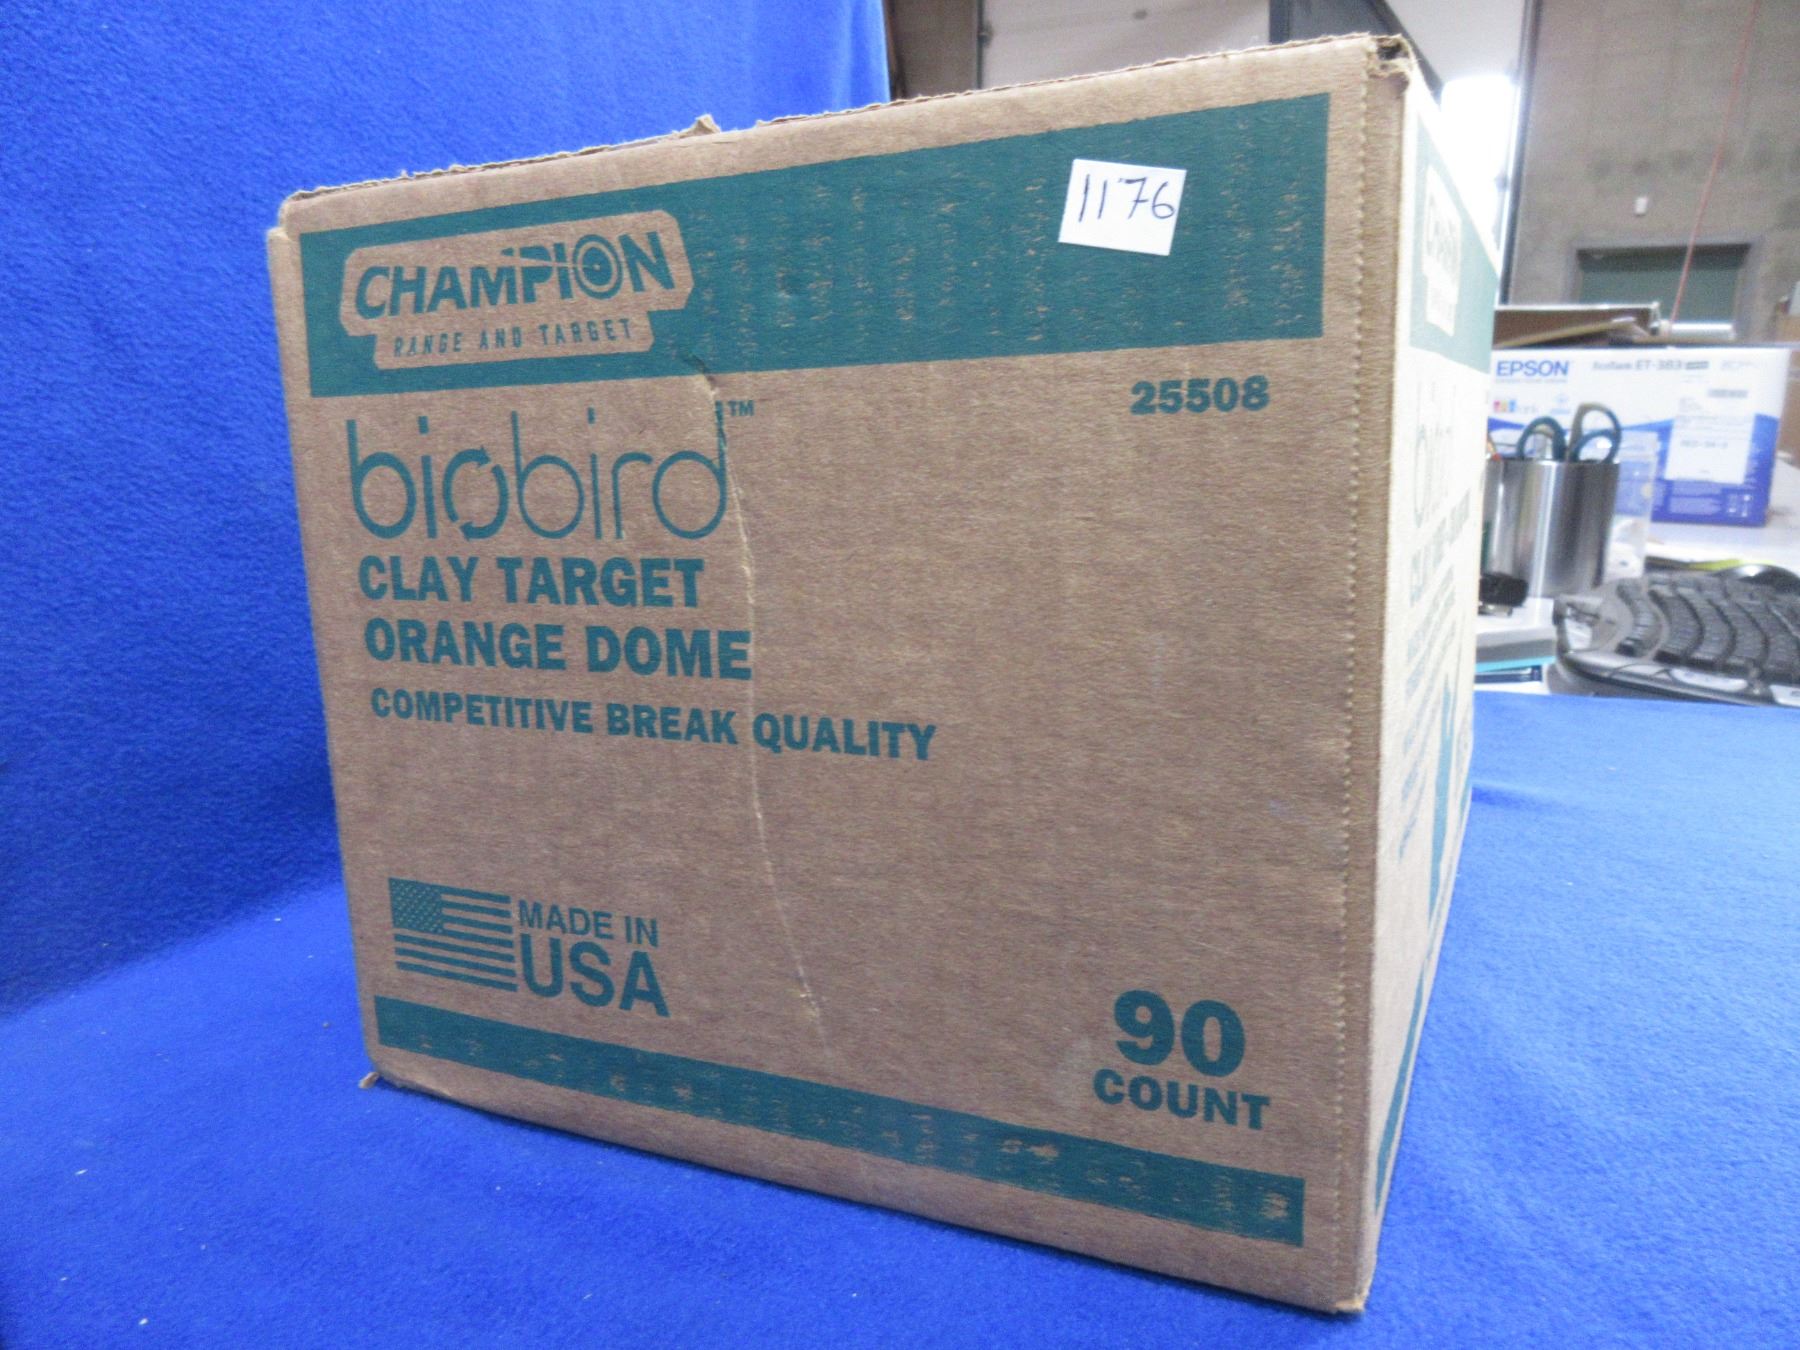 1176
CHAMPION
RANGE AND TARGET
25508
biobird™
CLAY TARGET
ORANGE DOME
COMPETITIVE BREAK QUALITY
MADE IN
USA
90
COUNT
EPSON